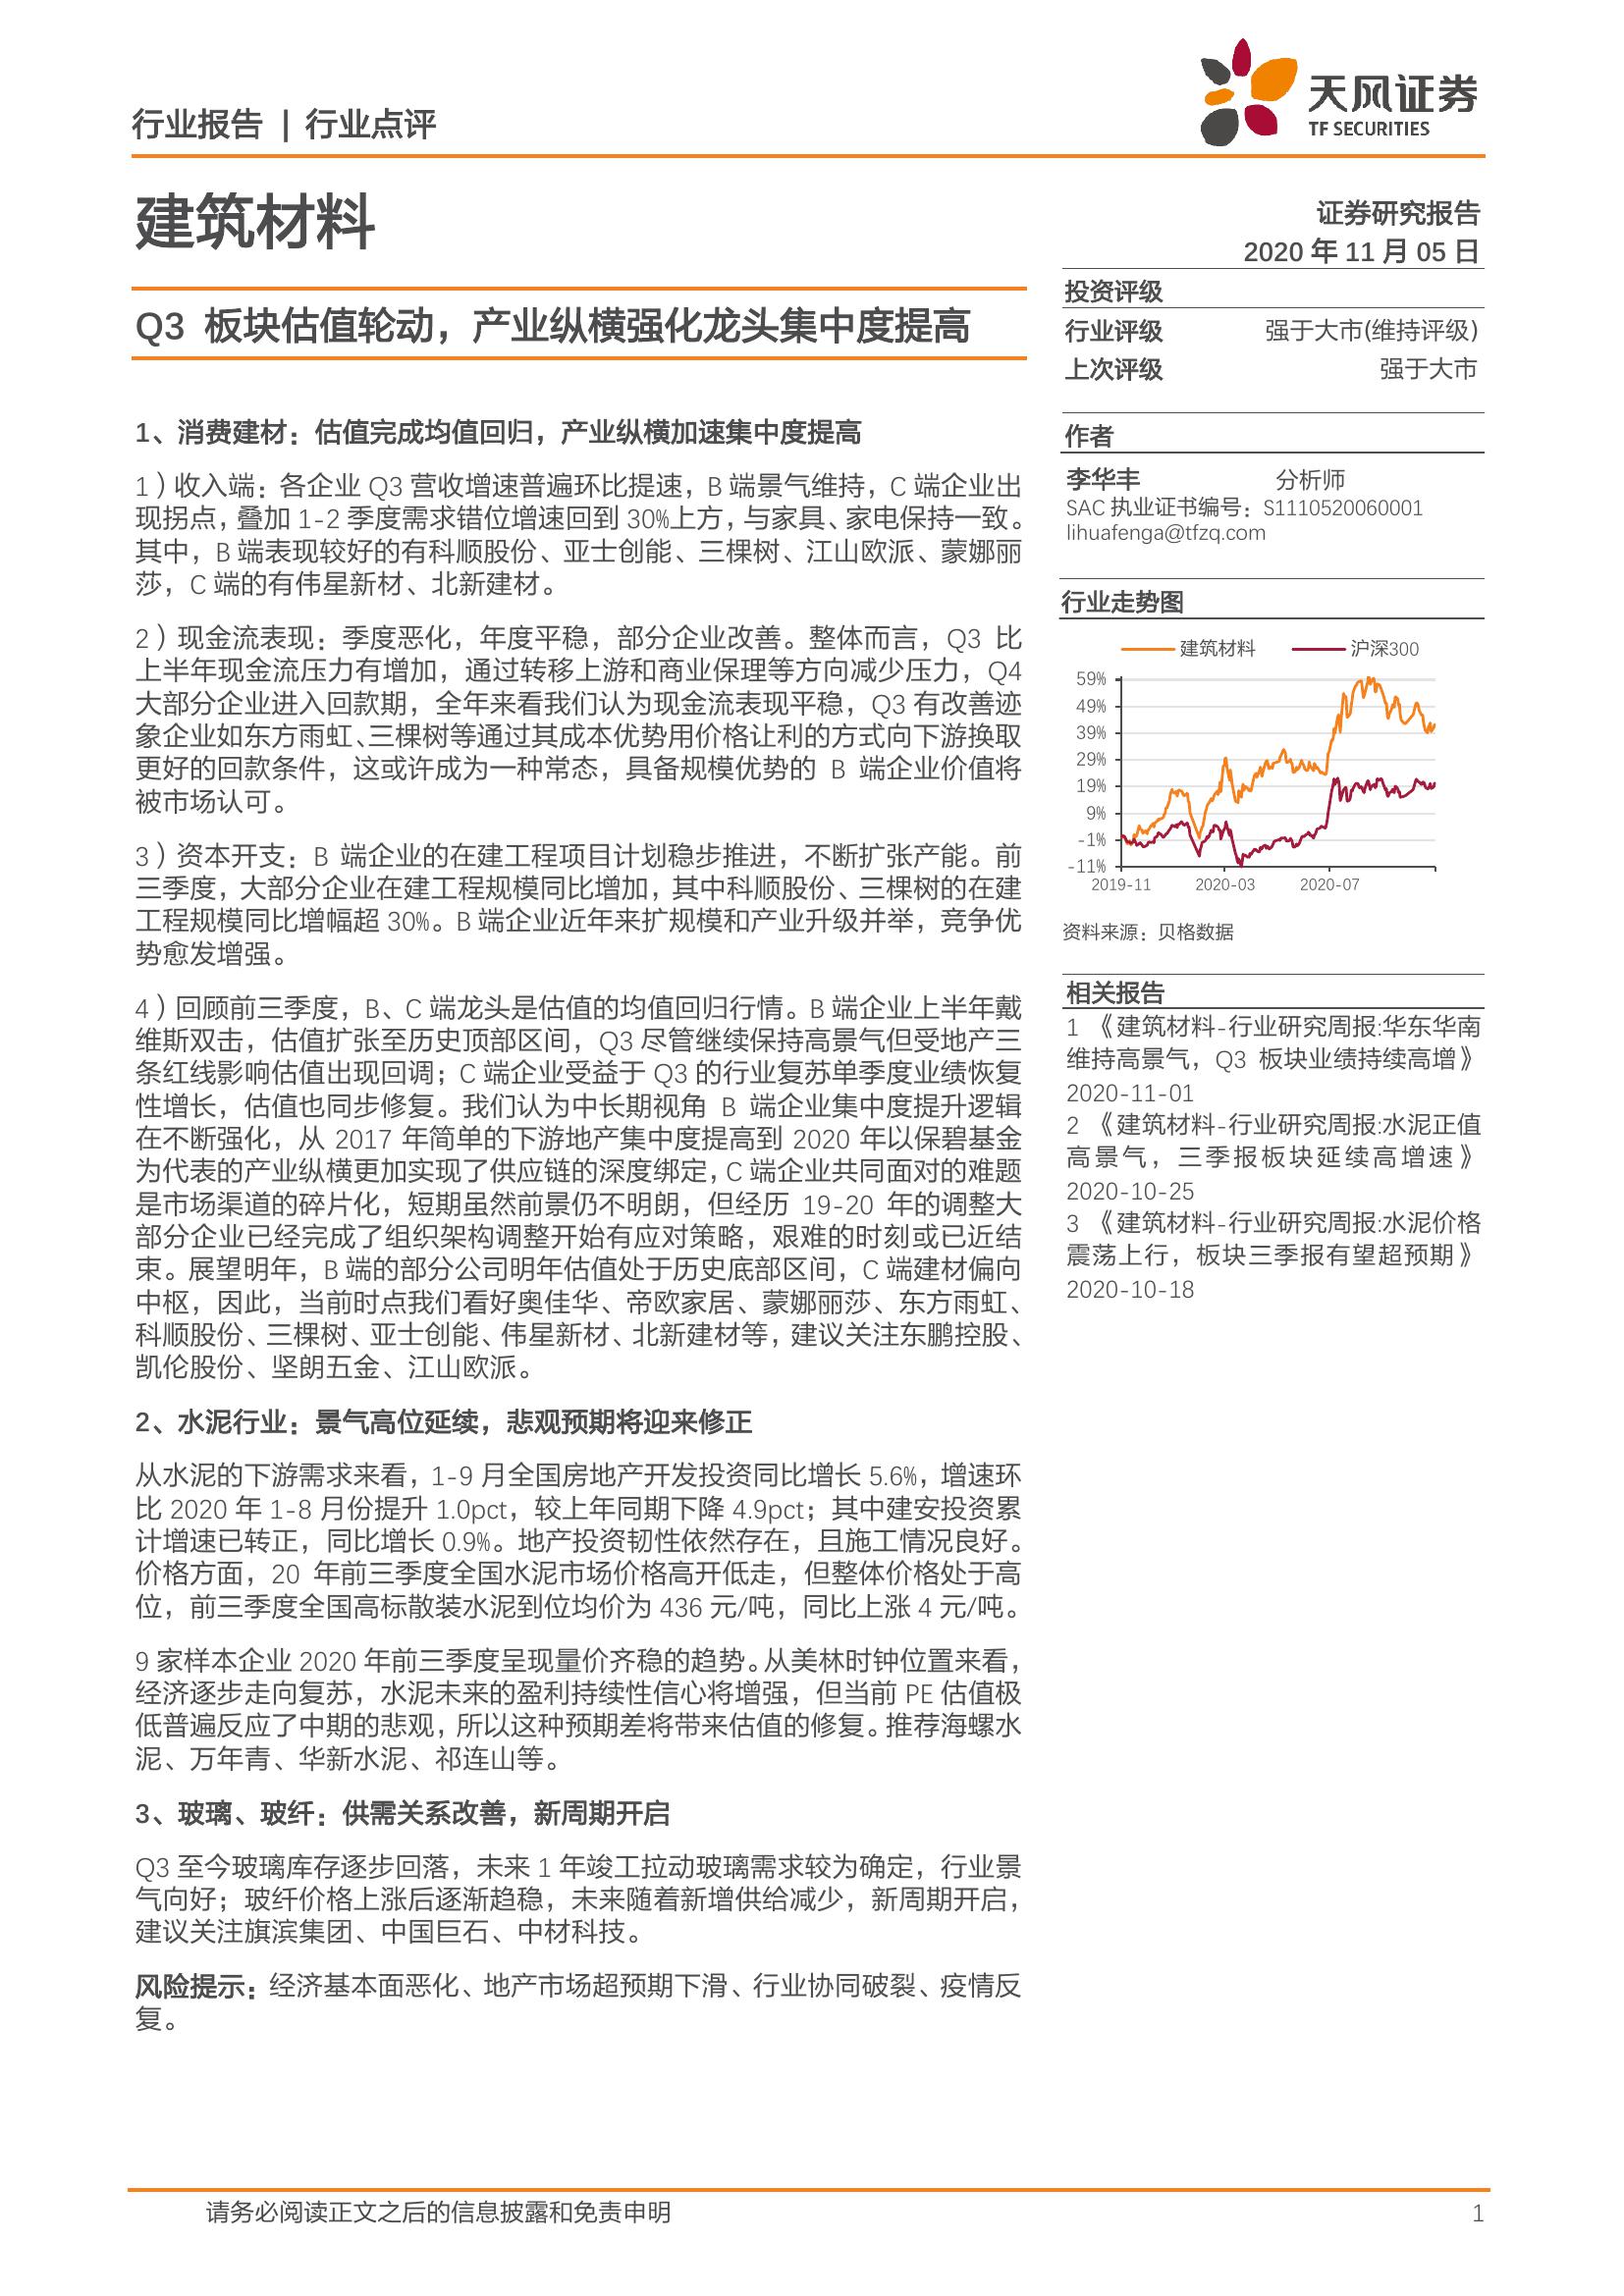 行业报告 | 行业点评
天风证券
TF SECURITIES
建筑材料
证券研究报告
2020 年 11 月 05 日
Q3 板块估值轮动，产业纵横强化龙头集中度提高
投资评级
行业评级 强于大市(维持评级)
上次评级 强于大市
作者
李华丰 分析师
SAC 执业证书编号：S1110520060001
lihuafenga@tfzq.com
行业走势图
建筑材料 沪深300
59%
49%
39%
29%
19%
9%
-1%
-11%
2019-11 2020-03 2020-07
资料来源：贝格数据
相关报告
1 《建筑材料-行业研究周报:华东华南
维持高景气，Q3 板块业绩持续高增》
2020-11-01
2 《建筑材料-行业研究周报:水泥正值
高景气，三季报板块延续高增速》
2020-10-25
3 《建筑材料-行业研究周报:水泥价格
震荡上行，板块三季报有望超预期》
2020-10-18
1、消费建材：估值完成均值回归，产业纵横加速集中度提高
1）收入端：各企业 Q3 营收增速普遍环比提速，B 端景气维持，C 端企业出
现拐点，叠加 1-2 季度需求错位增速回到 30%上方，与家具、家电保持一致。
其中，B 端表现较好的有科顺股份、亚士创能、三棵树、江山欧派、蒙娜丽
莎，C 端的有伟星新材、北新建材。
2）现金流表现：季度恶化，年度平稳，部分企业改善。整体而言，Q3 比
上半年现金流压力有增加，通过转移上游和商业保理等方向减少压力，Q4
大部分企业进入回款期，全年来看我们认为现金流表现平稳，Q3 有改善迹
象企业如东方雨虹、三棵树等通过其成本优势用价格让利的方式向下游换取
更好的回款条件，这或许成为一种常态，具备规模优势的 B 端企业价值将
被市场认可。
3）资本开支：B 端企业的在建工程项目计划稳步推进，不断扩张产能。前
三季度，大部分企业在建工程规模同比增加，其中科顺股份、三棵树的在建
工程规模同比增幅超 30%。B 端企业近年来扩规模和产业升级并举，竞争优
势愈发增强。
4）回顾前三季度，B、C 端龙头是估值的均值回归行情。B 端企业上半年戴
维斯双击，估值扩张至历史顶部区间，Q3 尽管继续保持高景气但受地产三
条红线影响估值出现回调；C 端企业受益于 Q3 的行业复苏单季度业绩恢复
性增长，估值也同步修复。我们认为中长期视角 B 端企业集中度提升逻辑
在不断强化，从 2017 年简单的下游地产集中度提高到 2020 年以保碧基金
为代表的产业纵横更加实现了供应链的深度绑定，C 端企业共同面对的难题
是市场渠道的碎片化，短期虽然前景仍不明朗，但经历 19-20 年的调整大
部分企业已经完成了组织架构调整开始有应对策略，艰难的时刻或已近结
束。展望明年，B 端的部分公司明年估值处于历史底部区间，C 端建材偏向
中枢，因此，当前时点我们看好奥佳华、帝欧家居、蒙娜丽莎、东方雨虹、
科顺股份、三棵树、亚士创能、伟星新材、北新建材等，建议关注东鹏控股、
凯伦股份、坚朗五金、江山欧派。
2、水泥行业：景气高位延续，悲观预期将迎来修正
从水泥的下游需求来看，1-9 月全国房地产开发投资同比增长 5.6%，增速环
比 2020 年 1-8 月份提升 1.0pct，较上年同期下降 4.9pct；其中建安投资累
计增速已转正，同比增长 0.9%。地产投资韧性依然存在，且施工情况良好。
价格方面，20 年前三季度全国水泥市场价格高开低走，但整体价格处于高
位，前三季度全国高标散装水泥到位均价为 436 元/吨，同比上涨 4 元/吨。
9 家样本企业 2020 年前三季度呈现量价齐稳的趋势。从美林时钟位置来看，
经济逐步走向复苏，水泥未来的盈利持续性信心将增强，但当前 PE 估值极
低普遍反应了中期的悲观，所以这种预期差将带来估值的修复。推荐海螺水
泥、万年青、华新水泥、祁连山等。
3、玻璃、玻纤：供需关系改善，新周期开启
Q3 至今玻璃库存逐步回落，未来 1 年竣工拉动玻璃需求较为确定，行业景
气向好；玻纤价格上涨后逐渐趋稳，未来随着新增供给减少，新周期开启，
建议关注旗滨集团、中国巨石、中材科技。
风险提示：经济基本面恶化、地产市场超预期下滑、行业协同破裂、疫情反
复。
请务必阅读正文之后的信息披露和免责申明 1